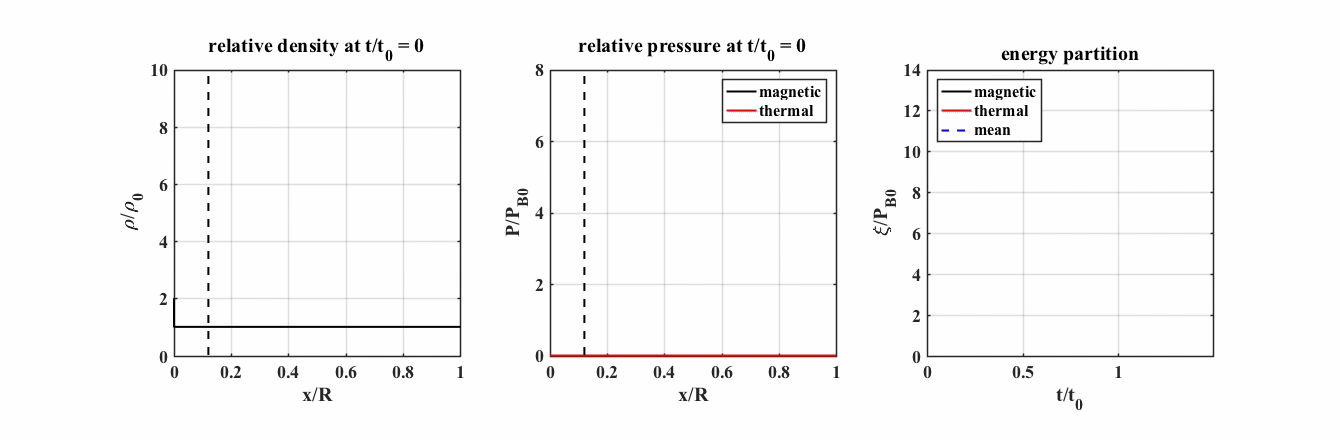 relative density at t/t0 = 0
10
8
6
4
2
0
ρ/ρ0
0 0.2 0.4 0.6 0.8 1
x/R
relative pressure at t/t0 = 0
magnetic
thermal
8
6
4
2
0
P/PB0
0 0.2 0.4 0.6 0.8 1
x/R
energy partition
magnetic
thermal
mean
14
12
10
8
6
4
2
0
ξ/PB0
0 0.5 1
t/t0